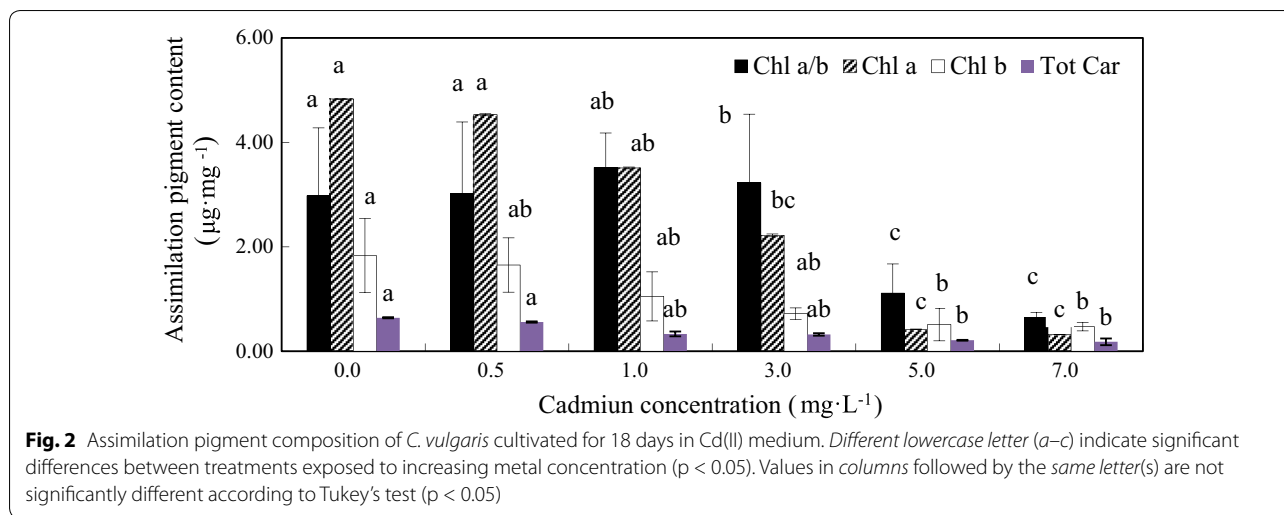 6.00
4.00
2.00
0.00
Assimilation pigment content
(µg·mg -1)
Chl a/b Chl a Chl b Tot Car
a a a a
a a ab a
ab ab ab ab
b bc ab ab
c c b b
c c b b
0.0 0.5 1.0 3.0 5.0 7.0
Cadmiun concentration (mg·L-1)
Fig. 2 Assimilation pigment composition of C. vulgaris cultivated for 18 days in Cd(II) medium. Different lowercase letter (a–c) indicate significant
differences between treatments exposed to increasing metal concentration (p < 0.05). Values in columns followed by the same letter(s) are not
significantly different according to Tukey's test (p < 0.05)